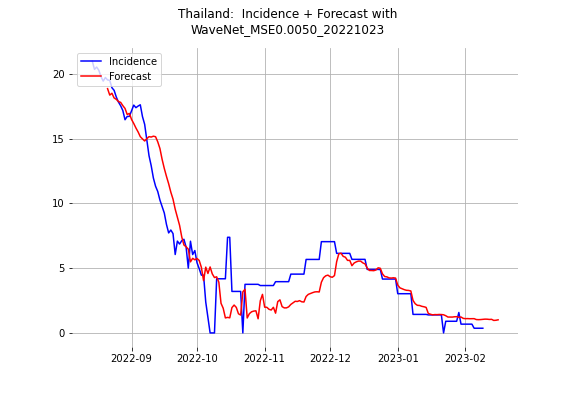 Thailand:  Incidence + Forecast with
WaveNet_MSE0.0050_20221023
Incidence
Forecast
20
15
10
5
0
2022-09 2022-10 2022-11 2022-12 2023-01 2023-02